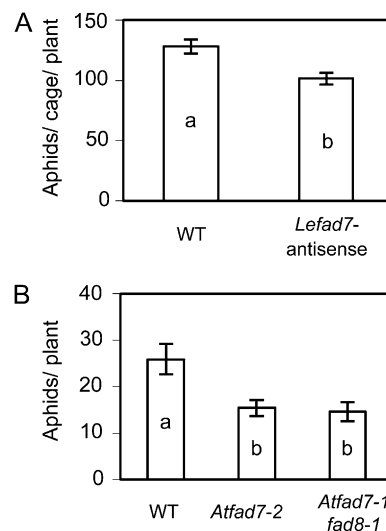 A
Aphids/ cage/ plant
150
100
50
0
a
b
WT
Lefad7-
antisense
B
Aphids/ plant
40
30
20
10
0
a
b
b
WT
Atfad7-2
Atfad7-1
fad8-1